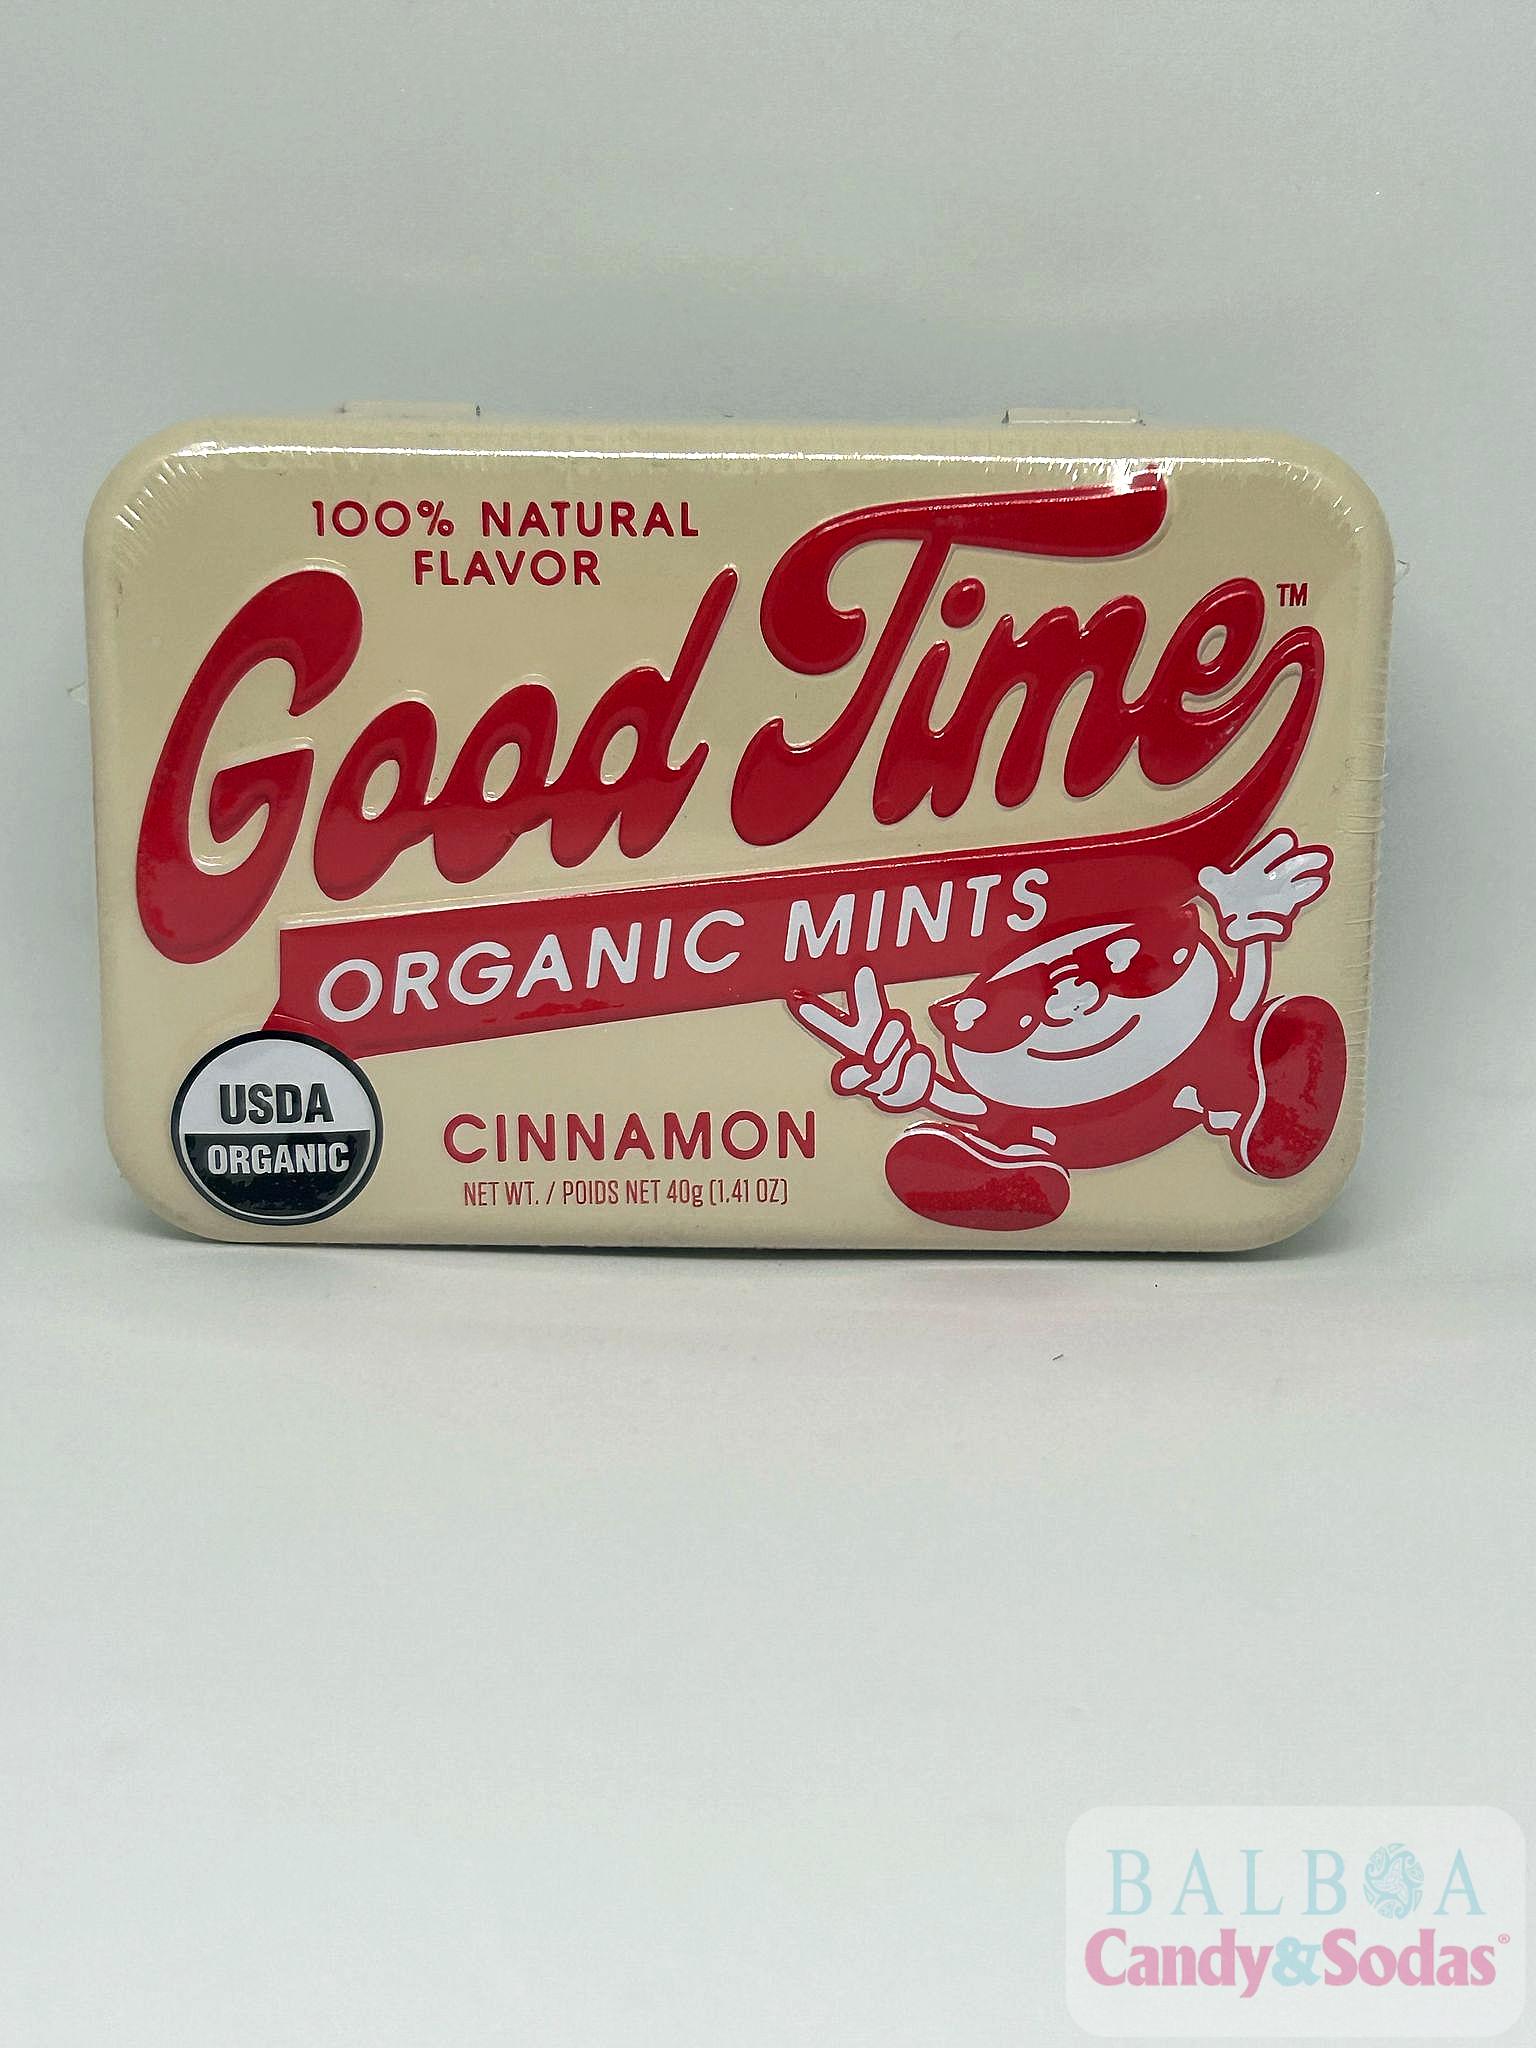 100% NATURAL
FLAVOR
Good Time™
ORGANIC MINTS
USDA
ORGANIC
CINNAMON
NET WT. / POIDS NET 40g (1.41 OZ)
BALBOA
Candy&Sodas®